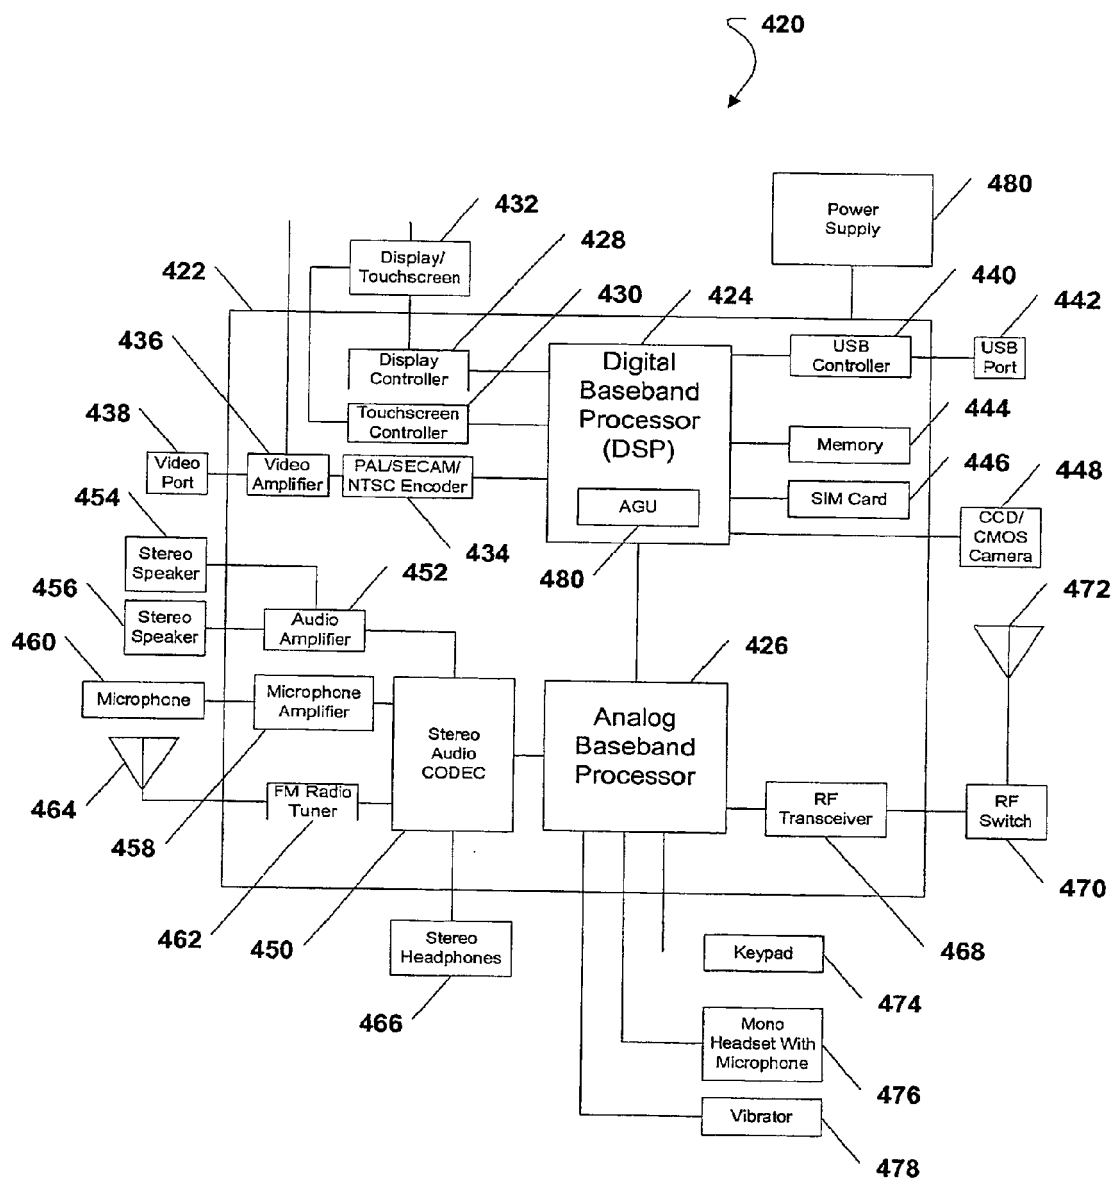 420
480
Power
Supply
432
Display/
Touchscreen
428
422
430
424
440
442
436
Display
Controller
Digital
Baseband
Processor
(DSP)
USB
Controller
USB
Port
438
Touchscreen
Controller
444
Memory
Video
Port
Video
Amplifier
PAL/SECAM/
NTSC Encoder
446
SIM Card
448
454
AGU
CCD/
CMOS
Camera
434
Stereo
Speaker
452
480
472
456
Stereo
Speaker
Audio
Amplifier
460
426
Microphone
Microphone
Amplifier
Stereo
Audio
CODEC
Analog
Baseband
Processor
464
FM Radio
Tuner
RF
Transceiver
RF
Switch
458
470
462
450
468
Stereo
Headphones
Keypad
474
466
Mono
Headset With
Microphone
476
Vibrator
478